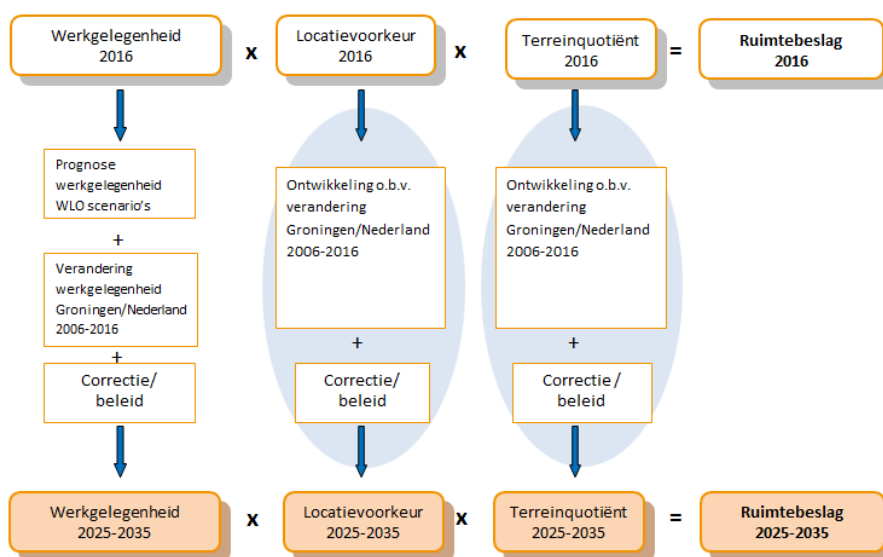 Werkgelegenheid
2016
x
Locatievoorkeur
2016
x
Terreinquotiënt
2016
=
Ruimtebeslag
2016
Prognose
werkgelegenheid
WLO scenario's
+
Verandering
werkgelegenheid
Groningen/Nederland
2006-2016
+
Correctie/
beleid
Ontwikkeling o.b.v.
verandering
Groningen/Nederland
2006-2016
+
Correctie/
beleid
Ontwikkeling o.b.v.
verandering
Groningen/Nederland
2006-2016
+
Correctie /
beleid
Werkgelegenheid
2025-2035
x
Locatievoorkeur
2025-2035
x
Terreinquotiënt
2025-2035
=
Ruimtebeslag
2025-2035